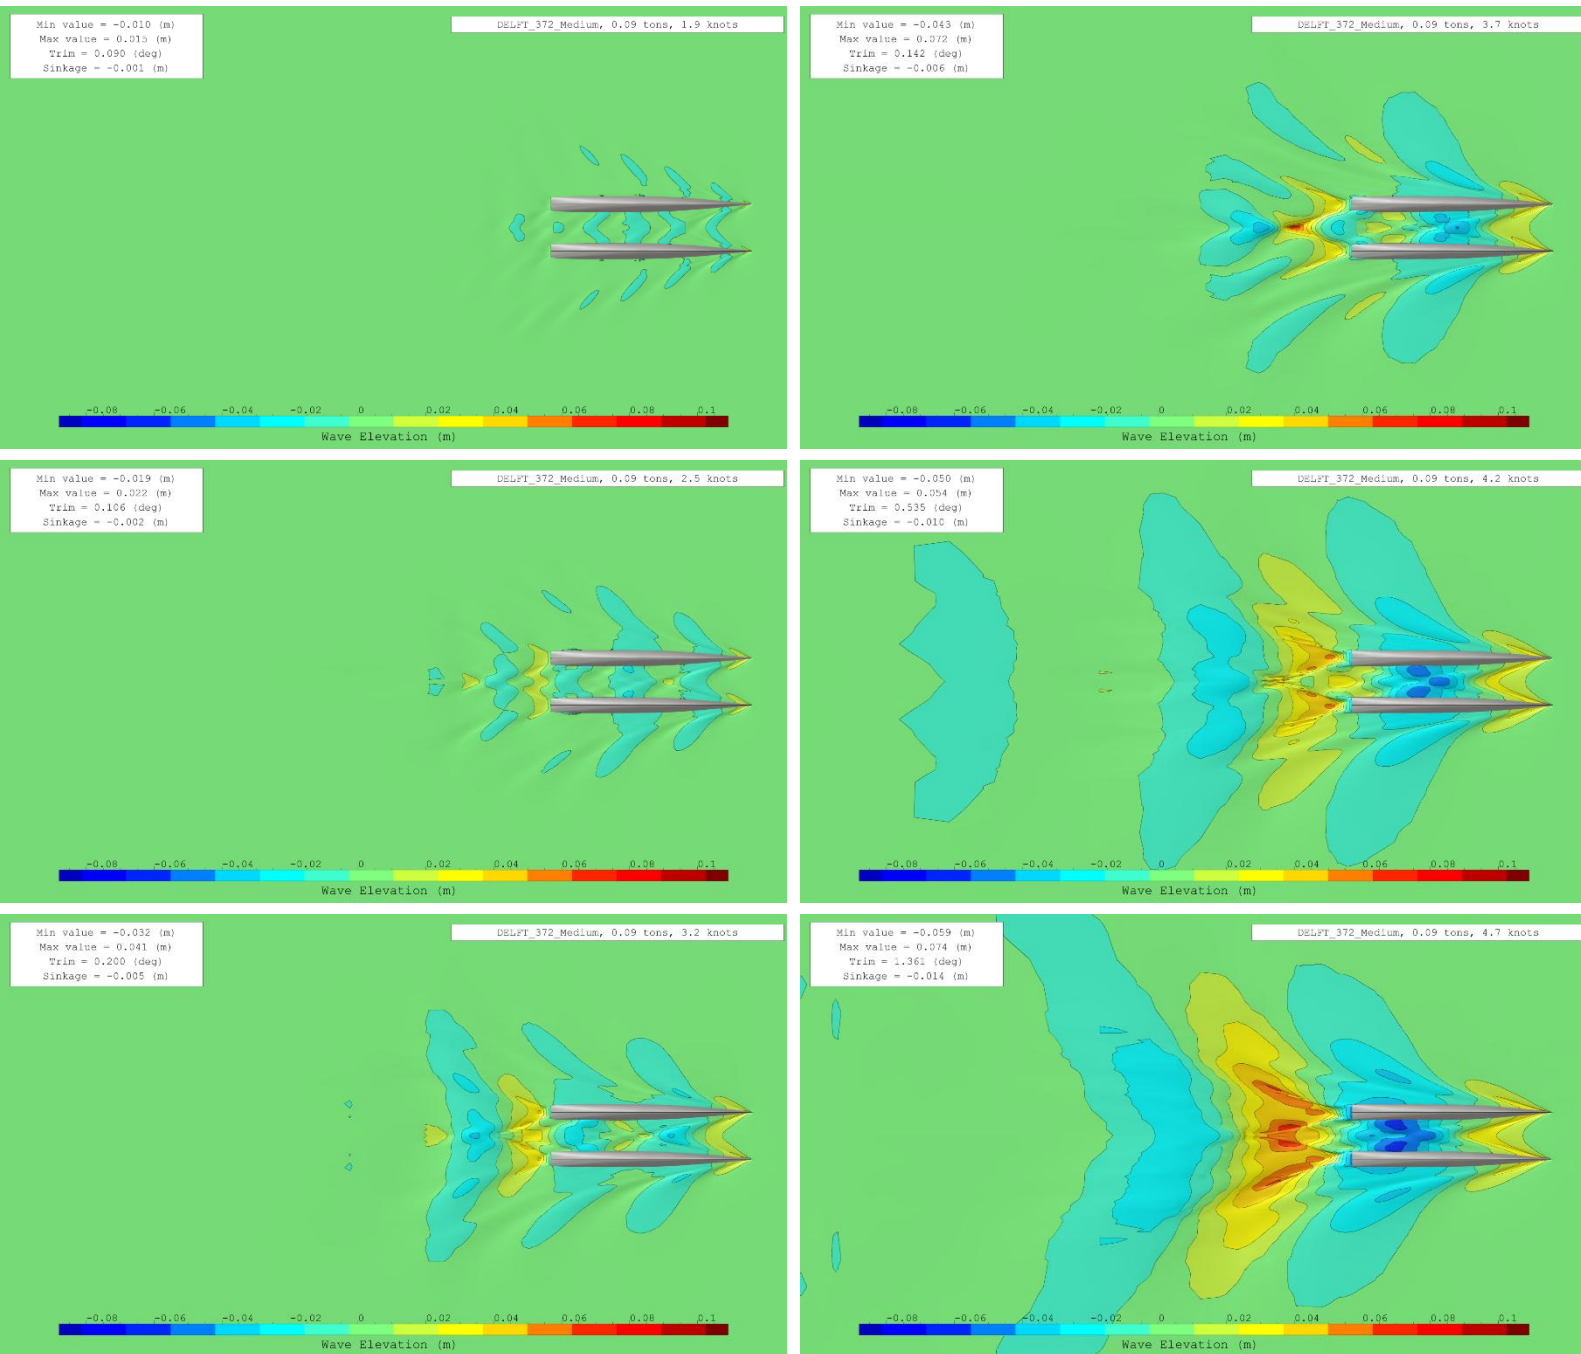 Min value = -0.010 (m)
Max value = 0.015 (m)
Trim = 0.090 (deg)
Sinkage = -0.001 (m)
DELFT_372_Medium, 0.09 tons, 1.9 knots
-0.08 -0.06 -0.04 -0.02 0 0.02 0.04 0.06 0.08 0.1
Wave Elevation (m)
Min value = -0.043 (m)
Max value = 0.072 (m)
Trim = 0.142 (deg)
Sinkage = -0.006 (m)
DELFT_372_Medium, 0.09 tons, 3.7 knots
-0.08 -0.06 -0.04 -0.02 0 0.02 0.04 0.06 0.08 0.1
Wave Elevation (m)
Min value = -0.019 (m)
Max value = 0.022 (m)
Trim = 0.106 (deg)
Sinkage = -0.002 (m)
DELFT_372_Medium, 0.09 tons, 2.5 knots
-0.08 -0.06 -0.04 -0.02 0 0.02 0.04 0.06 0.08 0.1
Wave Elevation (m)
Min value = -0.050 (m)
Max value = 0.054 (m)
Trim = 0.535 (deg)
Sinkage = -0.010 (m)
DELFT_372_Medium, 0.09 tons, 4.2 knots
-0.08 -0.06 -0.04 -0.02 0 0.02 0.04 0.06 0.08 0.1
Wave Elevation (m)
Min value = -0.032 (m)
Max value = 0.041 (m)
Trim = 0.200 (deg)
Sinkage = -0.005 (m)
DELFT_372_Medium, 0.09 tons, 3.2 knots
-0.08 -0.06 -0.04 -0.02 0 0.02 0.04 0.06 0.08 0.1
Wave Elevation (m)
Min value = -0.059 (m)
Max value = 0.074 (m)
Trim = 1.361 (deg)
Sinkage = -0.014 (m)
DELFT_372_Medium, 0.09 tons, 4.7 knots
-0.08 -0.06 -0.04 -0.02 0 0.02 0.04 0.06 0.08 0.1
Wave Elevation (m)